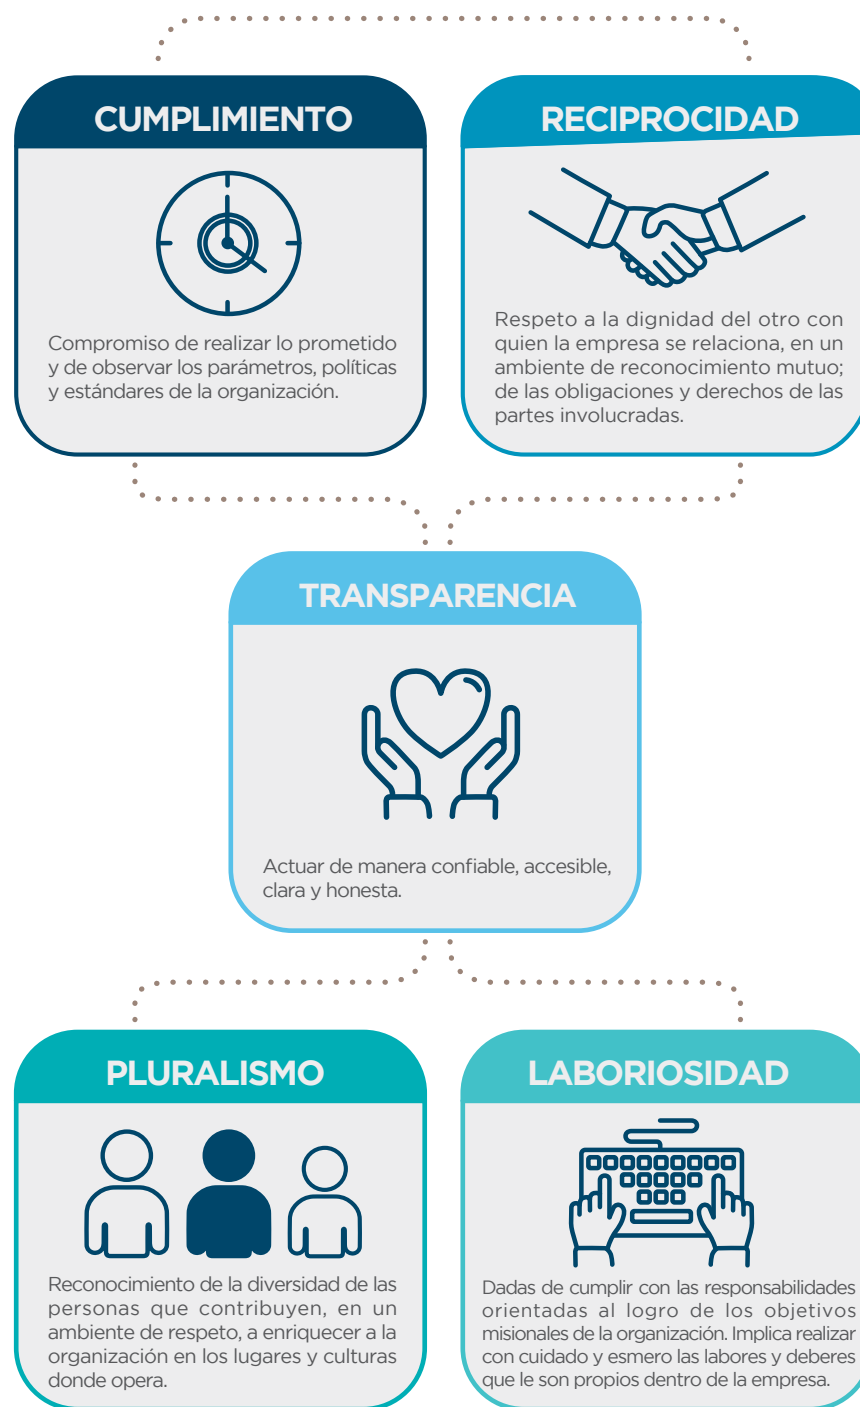 CUMPLIMIENTO
Compromiso de realizar lo prometido
y de observar los parámetros, políticas
y estándares de la organización.
RECIPROCIDAD
Respeto a la dignidad del otro con
quien la empresa se relaciona, en un
ambiente de reconocimiento mutuo;
de las obligaciones y derechos de las
partes involucradas.
TRANSPARENCIA
Actuar de manera confiable, accesible,
clara y honesta.
PLURALISMO
Reconocimiento de la diversidad de las
personas que contribuyen, en un
ambiente de respeto, a enriquecer a la
organización en los lugares y culturas
donde opera.
LABORIOSIDAD
Dadas de cumplir con las responsabilidades
orientadas al logro de los objetivos
misionales de la organización. Implica realizar
con cuidado y esmero las labores y deberes
que le son propios dentro de la empresa.